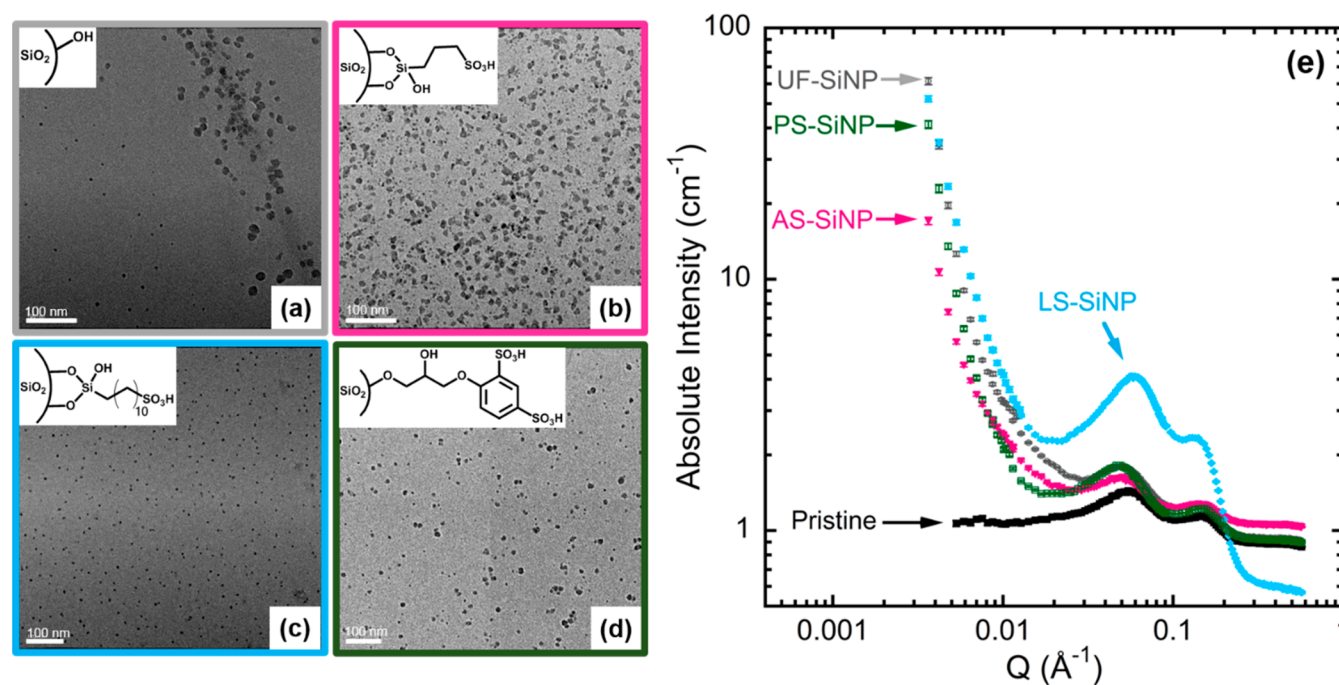 OH
SiO2
(a)
100 nm
O
SiO2
Si
SO3H
O
OH
(b)
100 nm
OH
O
SiO2
Si
SO3H
O
10
(c)
100 nm
OH
SO3H
O
O
SiO2
SO3H
(d)
100 nm
(e)
100
10
1
Absolute Intensity (cm-1)
UF-SiNP
PS-SiNP
AS-SiNP
LS-SiNP
Pristine
0.001
0.01
0.1
1
Q (Å-1)